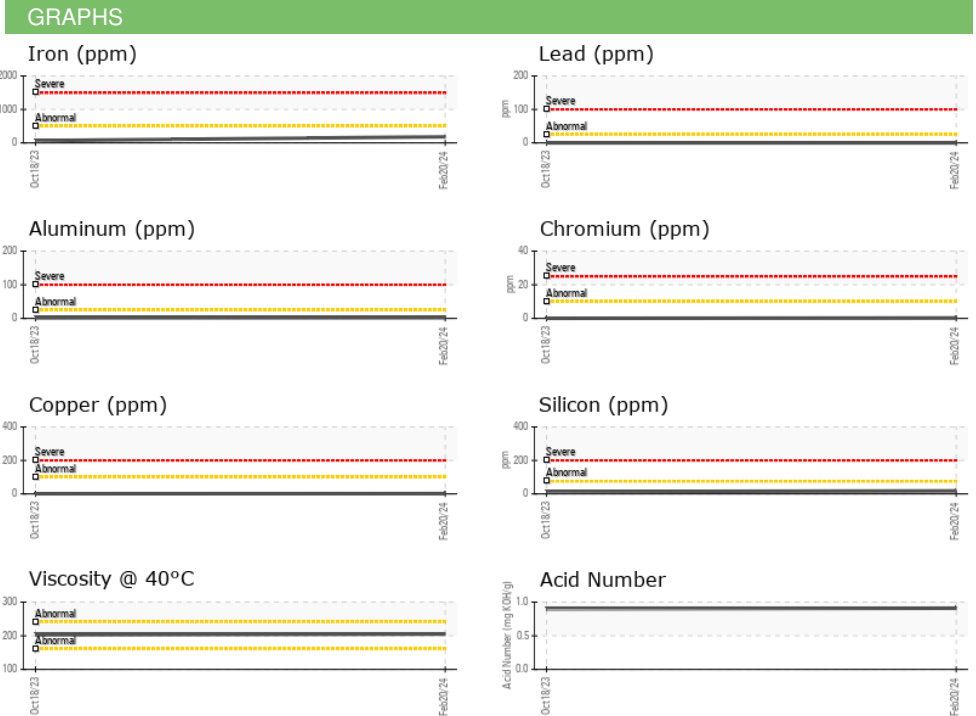 GRAPHS
Iron (ppm)
2000
1000
0
Severe
Abnormal
Oct18/23
Feb20/24
Lead (ppm)
ppm
200
100
0
Severe
Abnormal
Oct18/23
Feb20/24
Aluminum (ppm)
200
100
0
Severe
Abnormal
Oct18/23
Feb20/24
Chromium (ppm)
ppm
40
20
0
Severe
Abnormal
Oct18/23
Feb20/24
Copper (ppm)
400
200
0
Severe
Abnormal
Oct18/23
Feb20/24
Silicon (ppm)
ppm
400
200
0
Severe
Abnormal
Oct18/23
Feb20/24
Viscosity @ 40°C
300
200
100
Abnormal
Abnormal
Oct18/23
Feb20/24
Acid Number
Acid Number (mg KOH/g)
1.0
0.5
0.0
Oct18/23
Feb20/24